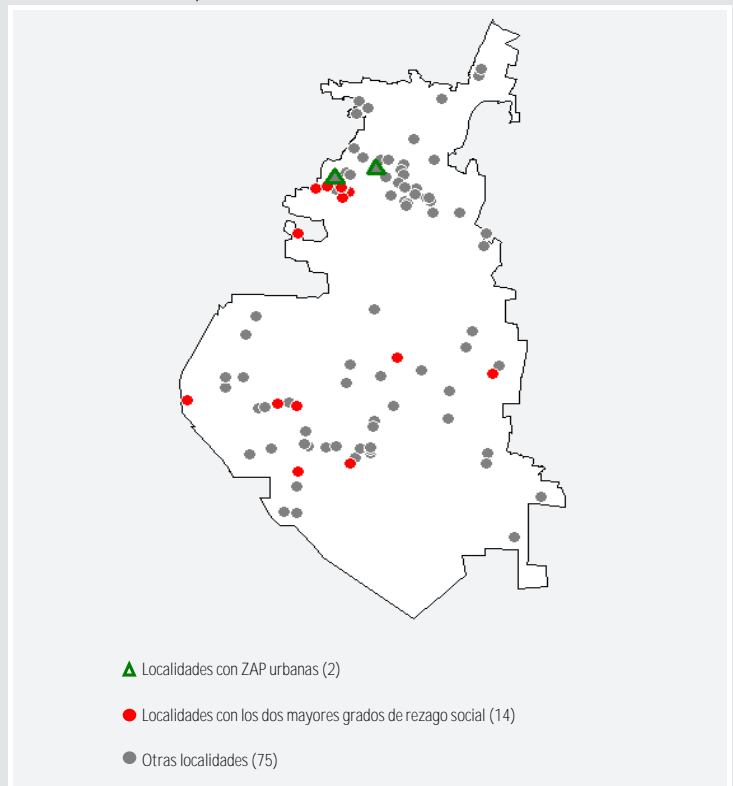 Localidades con ZAP urbanas (2)
Localidades con los dos mayores grados de rezago social (14)
Otras localidades (75)